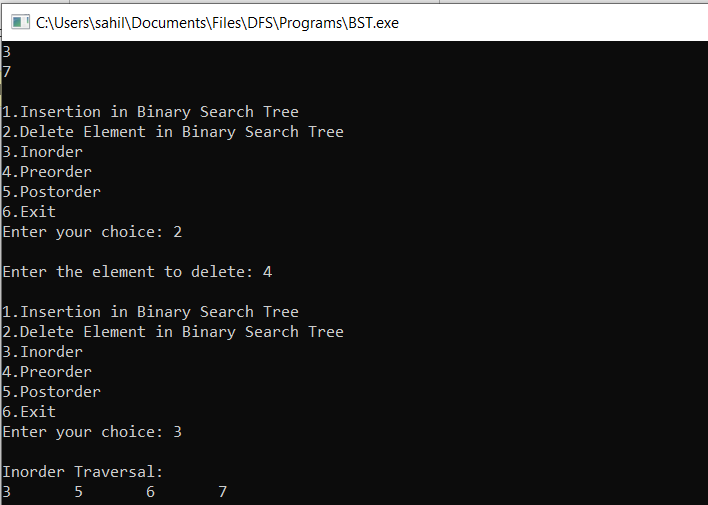 C:\Users\sahil\Documents\Files\DFS\Programs\BST.exe
3
7
1.Insertion in Binary Search Tree
2.Delete Element in Binary Search Tree
3.Inorder
4.Preorder
5.Postorder
6.Exit
Enter your choice: 2
Enter the element to delete: 4
1.Insertion in Binary Search Tree
2.Delete Element in Binary Search Tree
3.Inorder
4.Preorder
5.Postorder
6.Exit
Enter your choice: 3
Inorder Traversal:
3       5       6       7